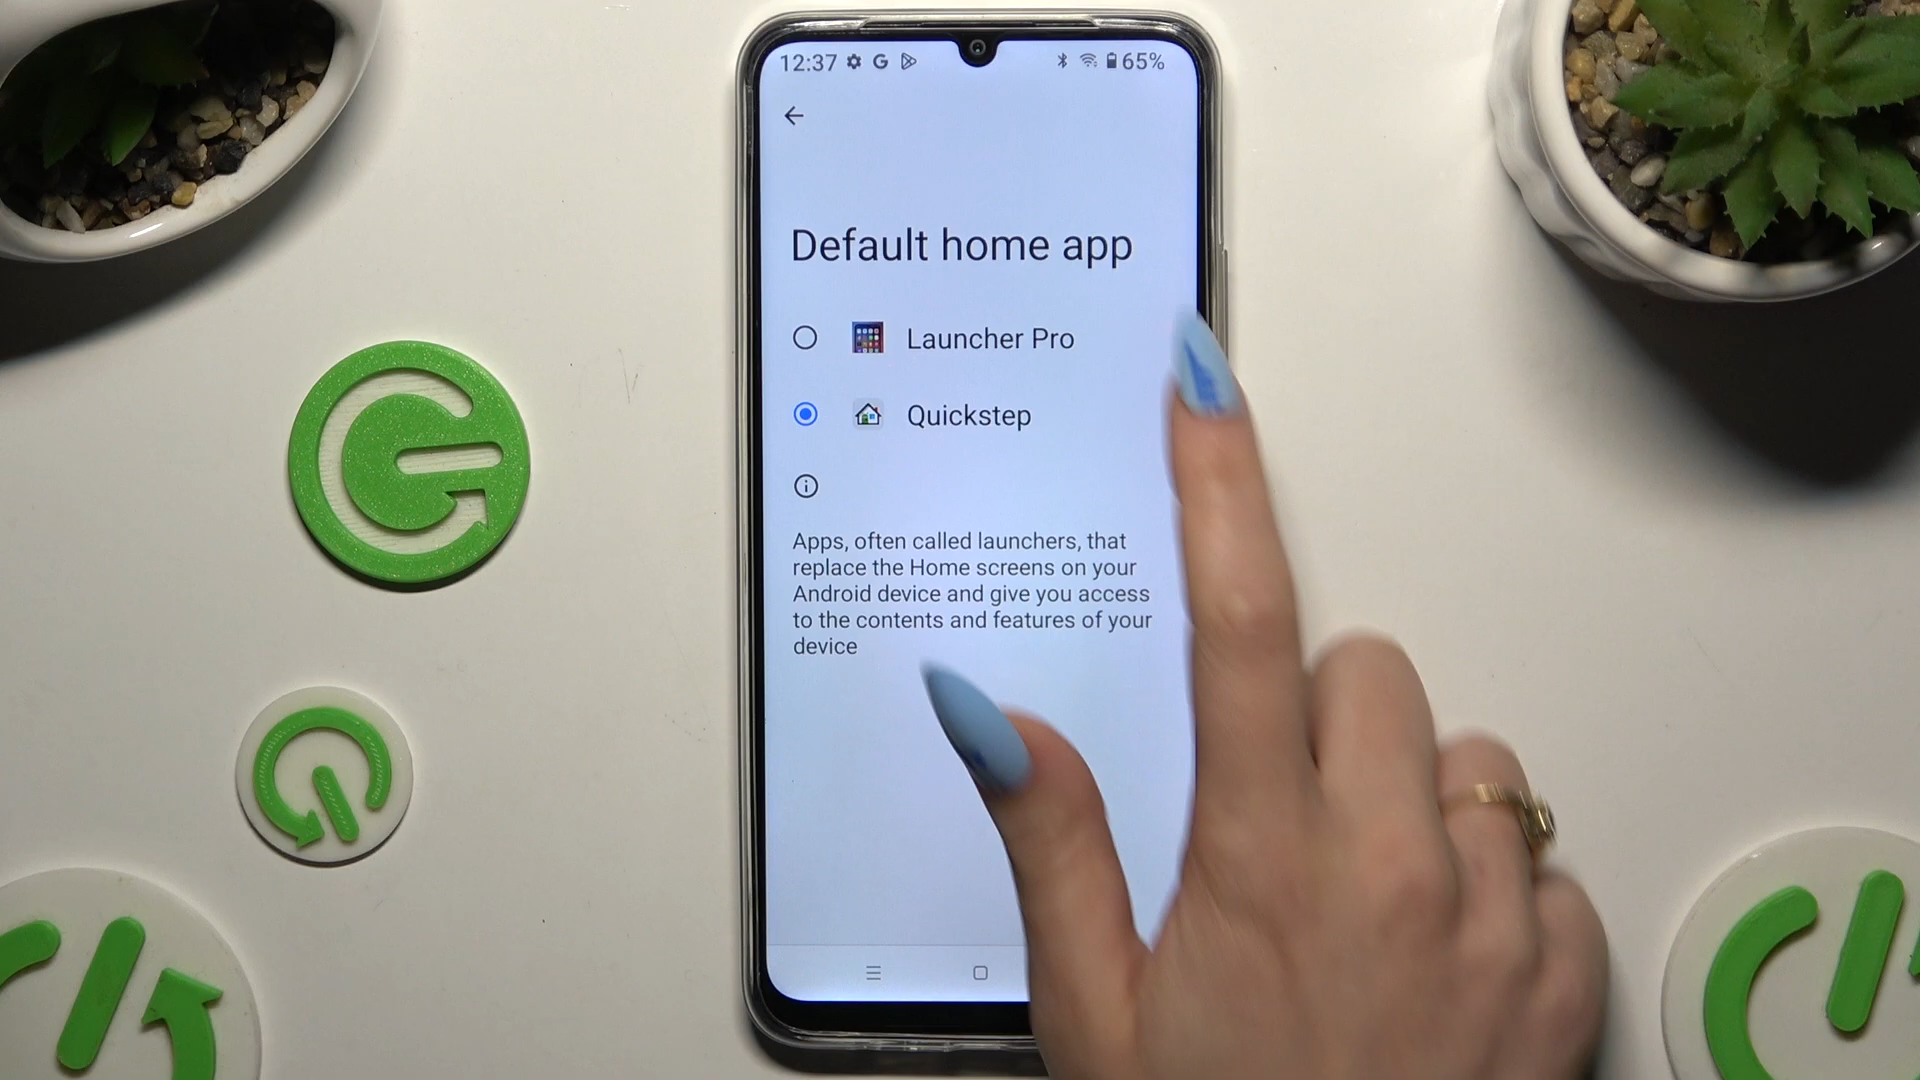 12:37 G 65%
Default home app
Launcher Pro
Quickstep
Apps, often called launchers, that
replace the Home screens on your
Android device and give you access
to the contents and features of your
device